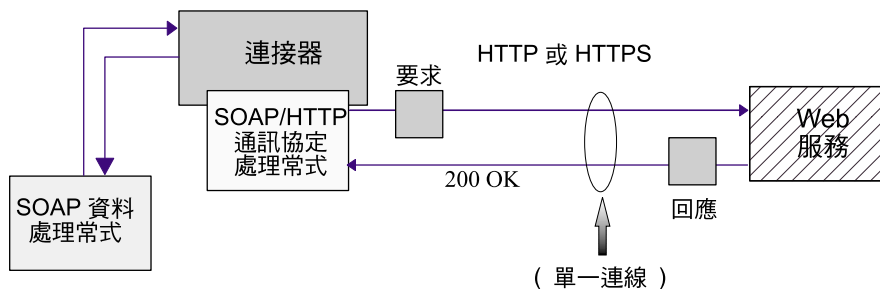 連接器
HTTP 或 HTTPS
要求
SOAP/HTTP
通訊協定
處理常式
Web
服務
200 OK
SOAP 資料
處理常式
回應
( 單一連線 )